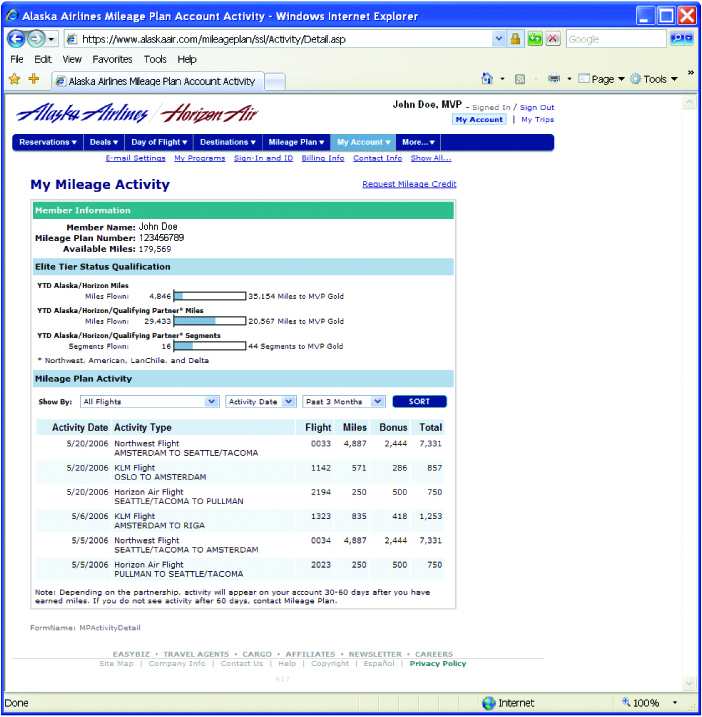 Alaska Airlines Mileage Plan Account Activity - Windows Internet Explorer
https://www.alaskaair.com/mileageplan/ssl/Activity/Detail.asp
Google
File Edit View Favorites Tools Help
Alaska Airlines Mileage Plan Account Activity
Page Tools »
Alaska Airlines / Horizon Air
John Doe, MVP - Signed In / Sign Out
My Account | My Trips
Reservations Deals Day of Flight Destinations Mileage Plan My Account More...
E-mail Settings My Programs Sign-In and ID Billing Info Contact Info Show All...
My Mileage Activity Request Mileage Credit
Member Information
Member Name: John Doe
Mileage Plan Number: 123456789
Available Miles: 179,569
Elite Tier Status Qualification
YTD Alaska/Horizon Miles
Miles Flown: 4,846 35,154 Miles to MVP Gold
YTD Alaska/Horizon/Qualifying Partner* Miles
Miles Flown: 29,433 20,567 Miles to MVP Gold
YTD Alaska/Horizon/Qualifying Partner* Segments
Segments Flown: 16 44 Segments to MVP Gold
* Northwest, American, LanChile, and Delta
Mileage Plan Activity
Show By: All Flights Activity Date Past 3 Months SORT
Activity Date Activity Type Flight Miles Bonus Total
5/20/2006 Northwest Flight 0033 4,887 2,444 7,331
AMSTERDAM TO SEATTLE/TACOMA
5/20/2006 KLM Flight 1142 571 286 857
OSLO TO AMSTERDAM
5/20/2006 Horizon Air Flight 2194 250 500 750
SEATTLE/TACOMA TO PULLMAN
5/6/2006 KLM Flight 1323 835 418 1,253
AMSTERDAM TO RIGA
5/5/2006 Northwest Flight 0034 4,887 2,444 7,331
SEATTLE/TACOMA TO AMSTERDAM
5/5/2006 Horizon Air Flight 2023 250 500 750
PULLMAN TO SEATTLE/TACOMA
Note: Depending on the partnership, activity will appear on your account 30-60 days after you have
earned miles. If you do not see activity after 60 days, contact Mileage Plan.
FormName: MPActivityDetail
EASYBIZ • TRAVEL AGENTS • CARGO • AFFILIATES • NEWSLETTER • CAREERS
Site Map | Company Info | Contact Us | Help | Copyright | Español | Privacy Policy
K17
Done Internet 100%